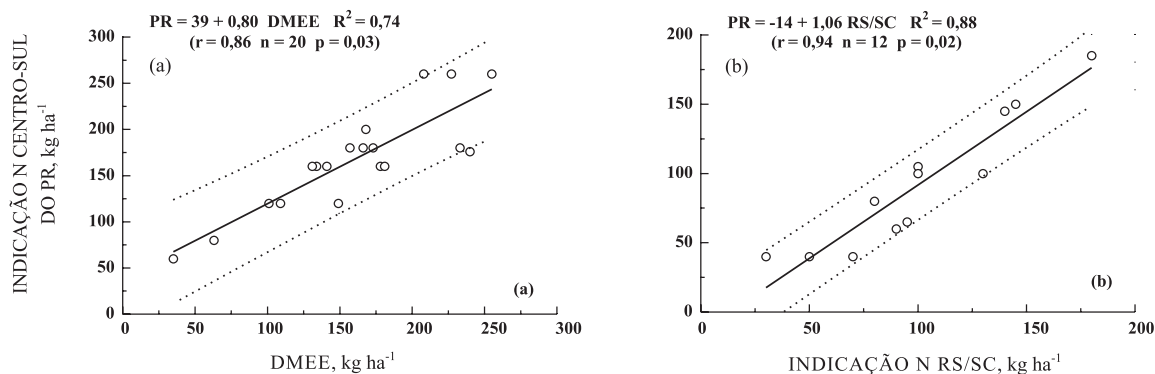 PR = 39 + 0,80 DMEE R² = 0,74
(r = 0,86 n = 20 p = 0,03)
(a)
INDICAÇÃO N CENTRO-SUL
DO PR, kg ha⁻¹
300
250
200
150
100
50
0
(a)
0 50 100 150 200 250 300
DMEE, kg ha⁻¹
PR = -14 + 1,06 RS/SC R² = 0,88
(r = 0,94 n = 12 p = 0,02)
(b)
200
150
100
50
0
(b)
0 50 100 150 200
INDICAÇÃO N RS/SC, kg ha⁻¹